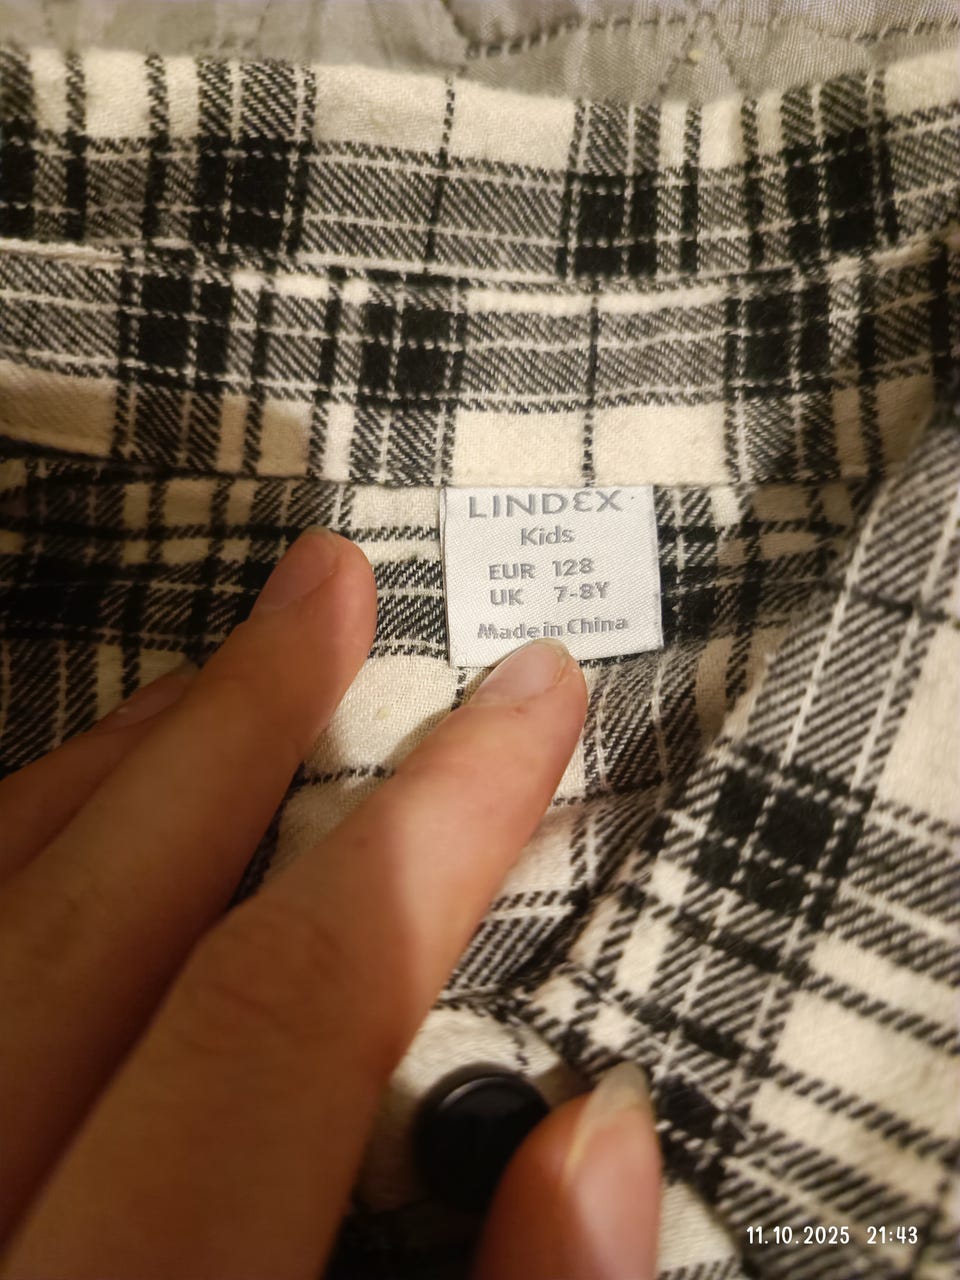 LINDEX
Kids
EUR 128
UK 7-8Y
Made in China
11.10.2025 21:43